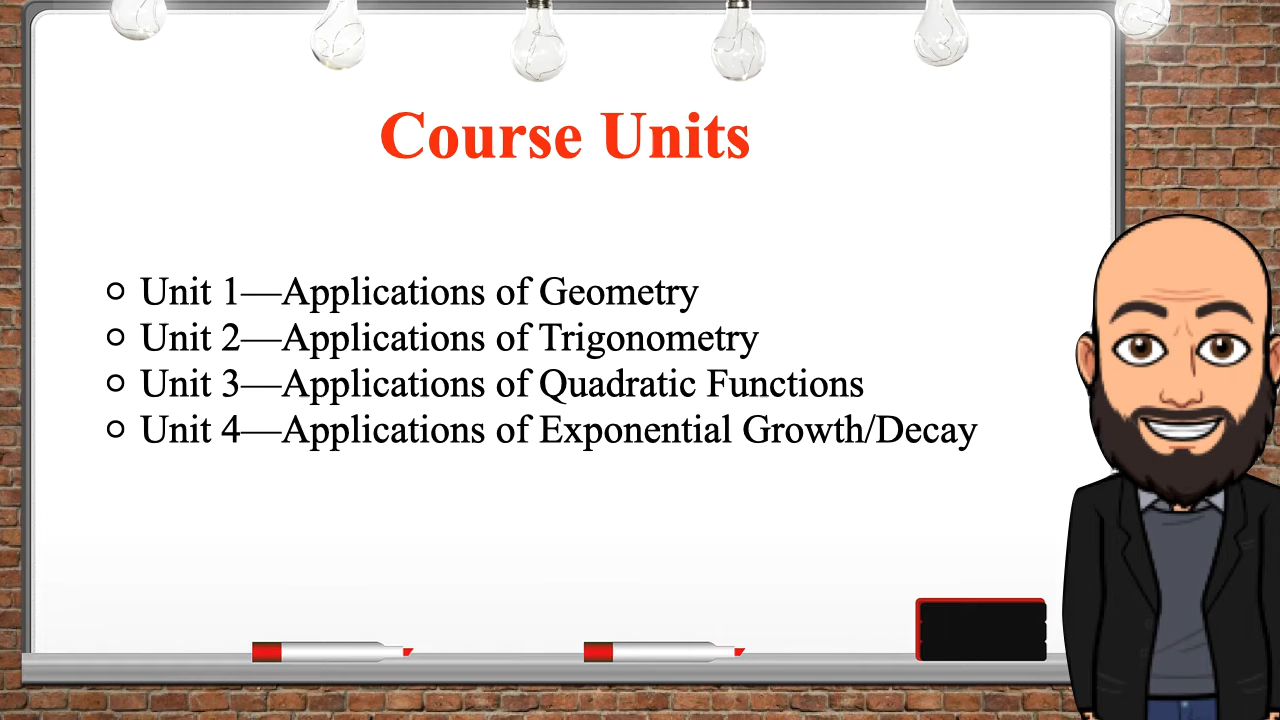 Course Units
Unit 1—Applications of Geometry
Unit 2—Applications of Trigonometry
Unit 3—Applications of Quadratic Functions
Unit 4—Applications of Exponential Growth/Decay